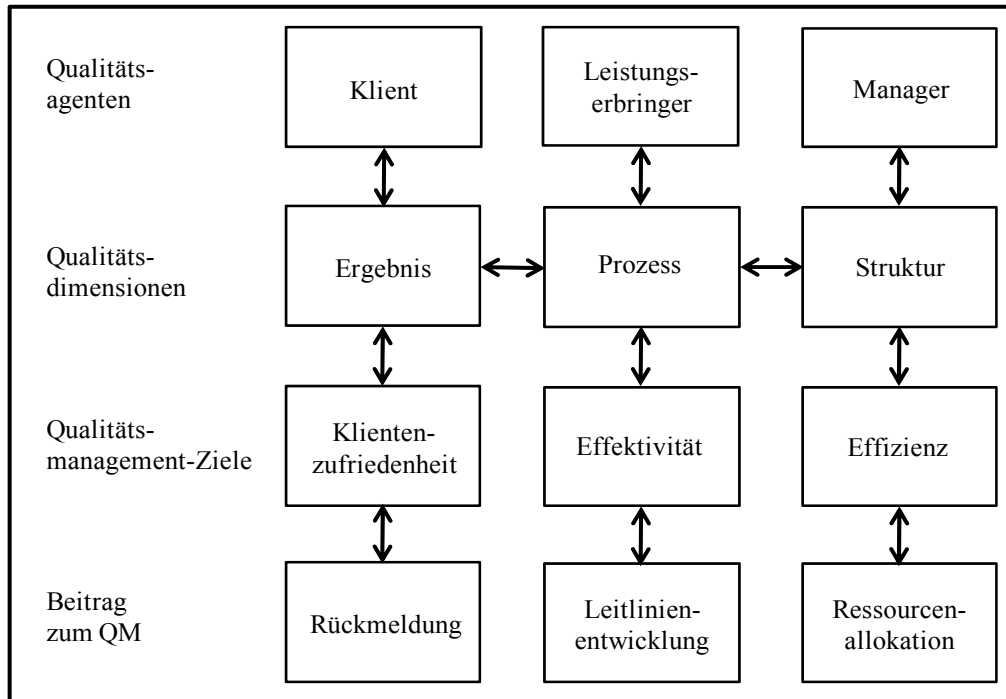 Qualitäts-
agenten
Klient
Leistungs-
erbringer
Manager
Qualitäts-
dimensionen
Ergebnis
Prozess
Struktur
Qualitäts-
management-Ziele
Klienten-
zufriedenheit
Effektivität
Effizienz
Beitrag
zum QM
Rückmeldung
Leitlinien-
entwicklung
Ressourcen-
allokation